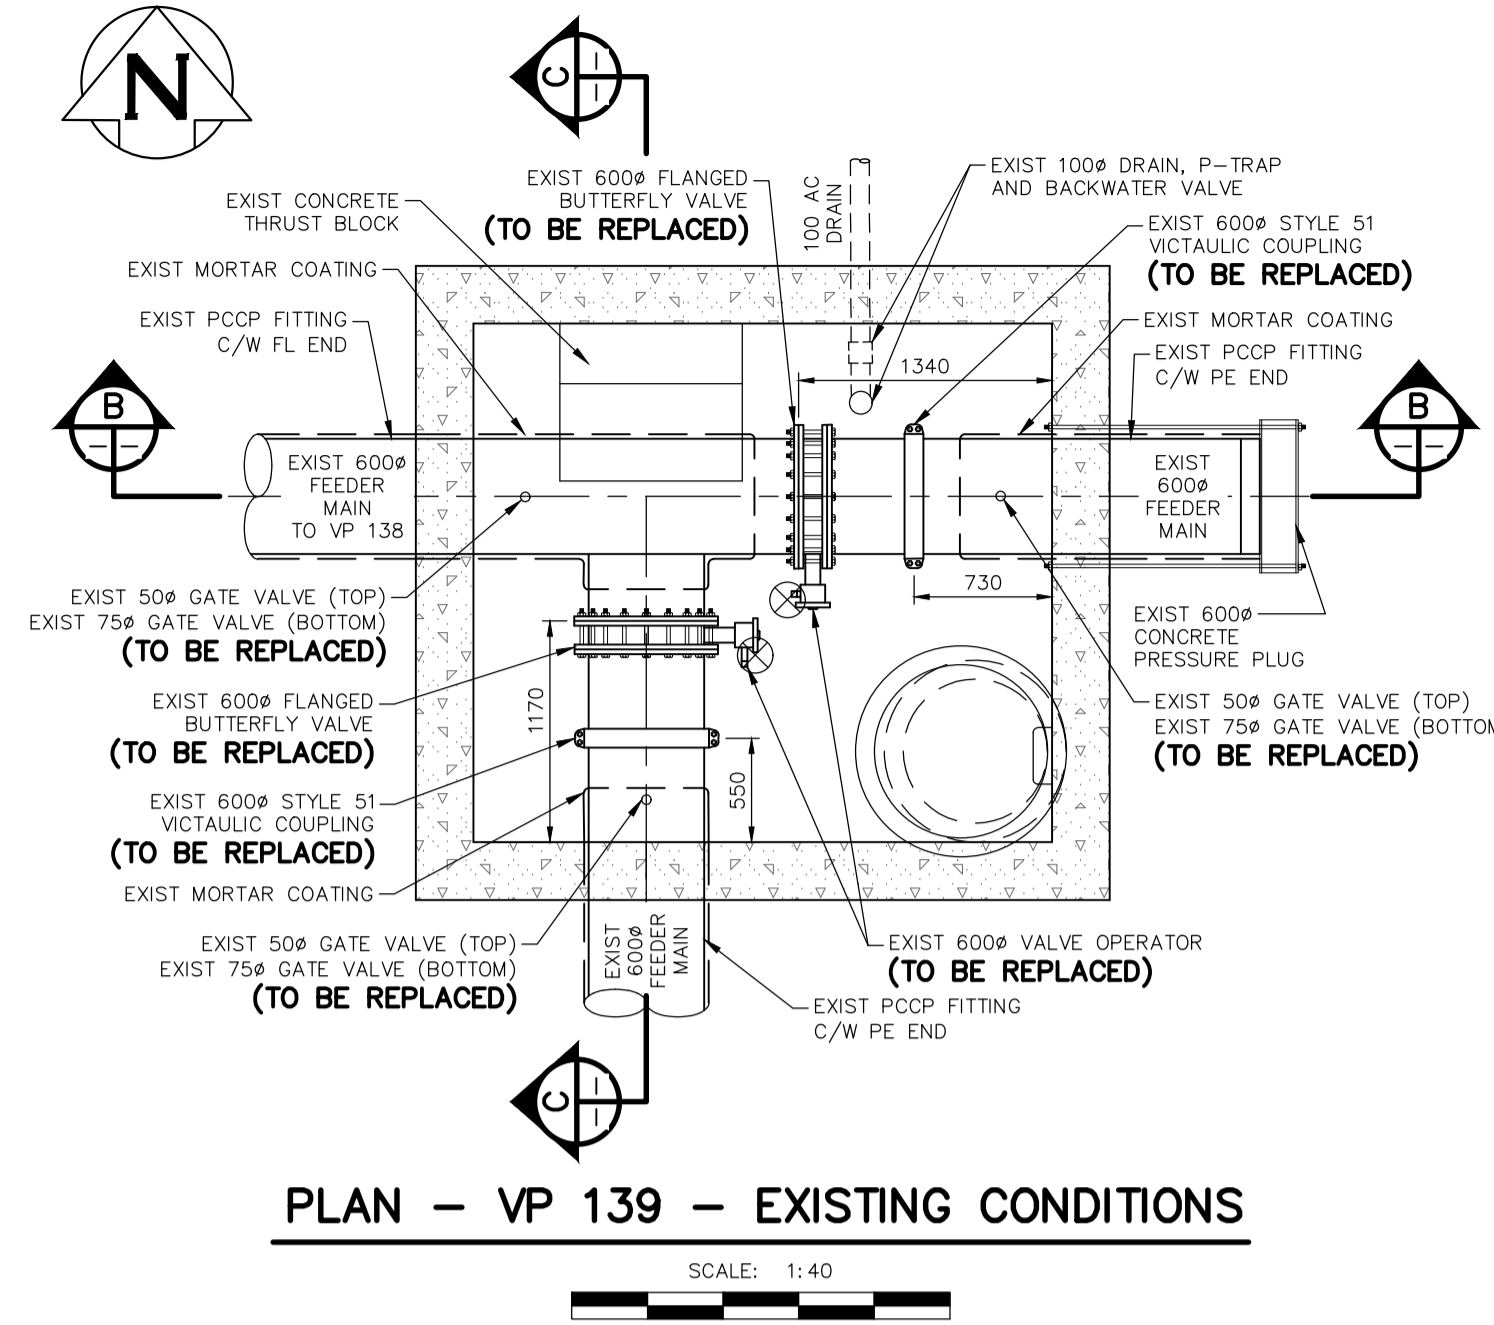 N
C
EXIST 600ø FLANGED
BUTTERFLY VALVE
(TO BE REPLACED)
100 AC
DRAIN
EXIST 100ø DRAIN, P-TRAP
AND BACKWATER VALVE
EXIST CONCRETE
THRUST BLOCK
EXIST 600ø STYLE 51
VICTAULIC COUPLING
(TO BE REPLACED)
EXIST MORTAR COATING
EXIST PCCP FITTING
C/W FL END
EXIST MORTAR COATING
EXIST PCCP FITTING
C/W PE END
1340
B
B
EXIST 600ø
FEEDER
MAIN
TO VP 138
EXIST
600ø
FEEDER
MAIN
730
EXIST 50ø GATE VALVE (TOP)
EXIST 75ø GATE VALVE (BOTTOM)
(TO BE REPLACED)
EXIST 600ø
CONCRETE
PRESSURE PLUG
EXIST 600ø FLANGED
BUTTERFLY VALVE
(TO BE REPLACED)
1170
550
EXIST 50ø GATE VALVE (TOP)
EXIST 75ø GATE VALVE (BOTTOM
(TO BE REPLACED)
EXIST 600ø STYLE 51
VICTAULIC COUPLING
(TO BE REPLACED)
EXIST MORTAR COATING
EXIST 50ø GATE VALVE (TOP)
EXIST 75ø GATE VALVE (BOTTOM)
(TO BE REPLACED)
EXIST
600ø
FEEDER
MAIN
EXIST 600ø VALVE OPERATOR
(TO BE REPLACED)
EXIST PCCP FITTING
C/W PE END
C
PLAN - VP 139 - EXISTING CONDITIONS
SCALE: 1:40